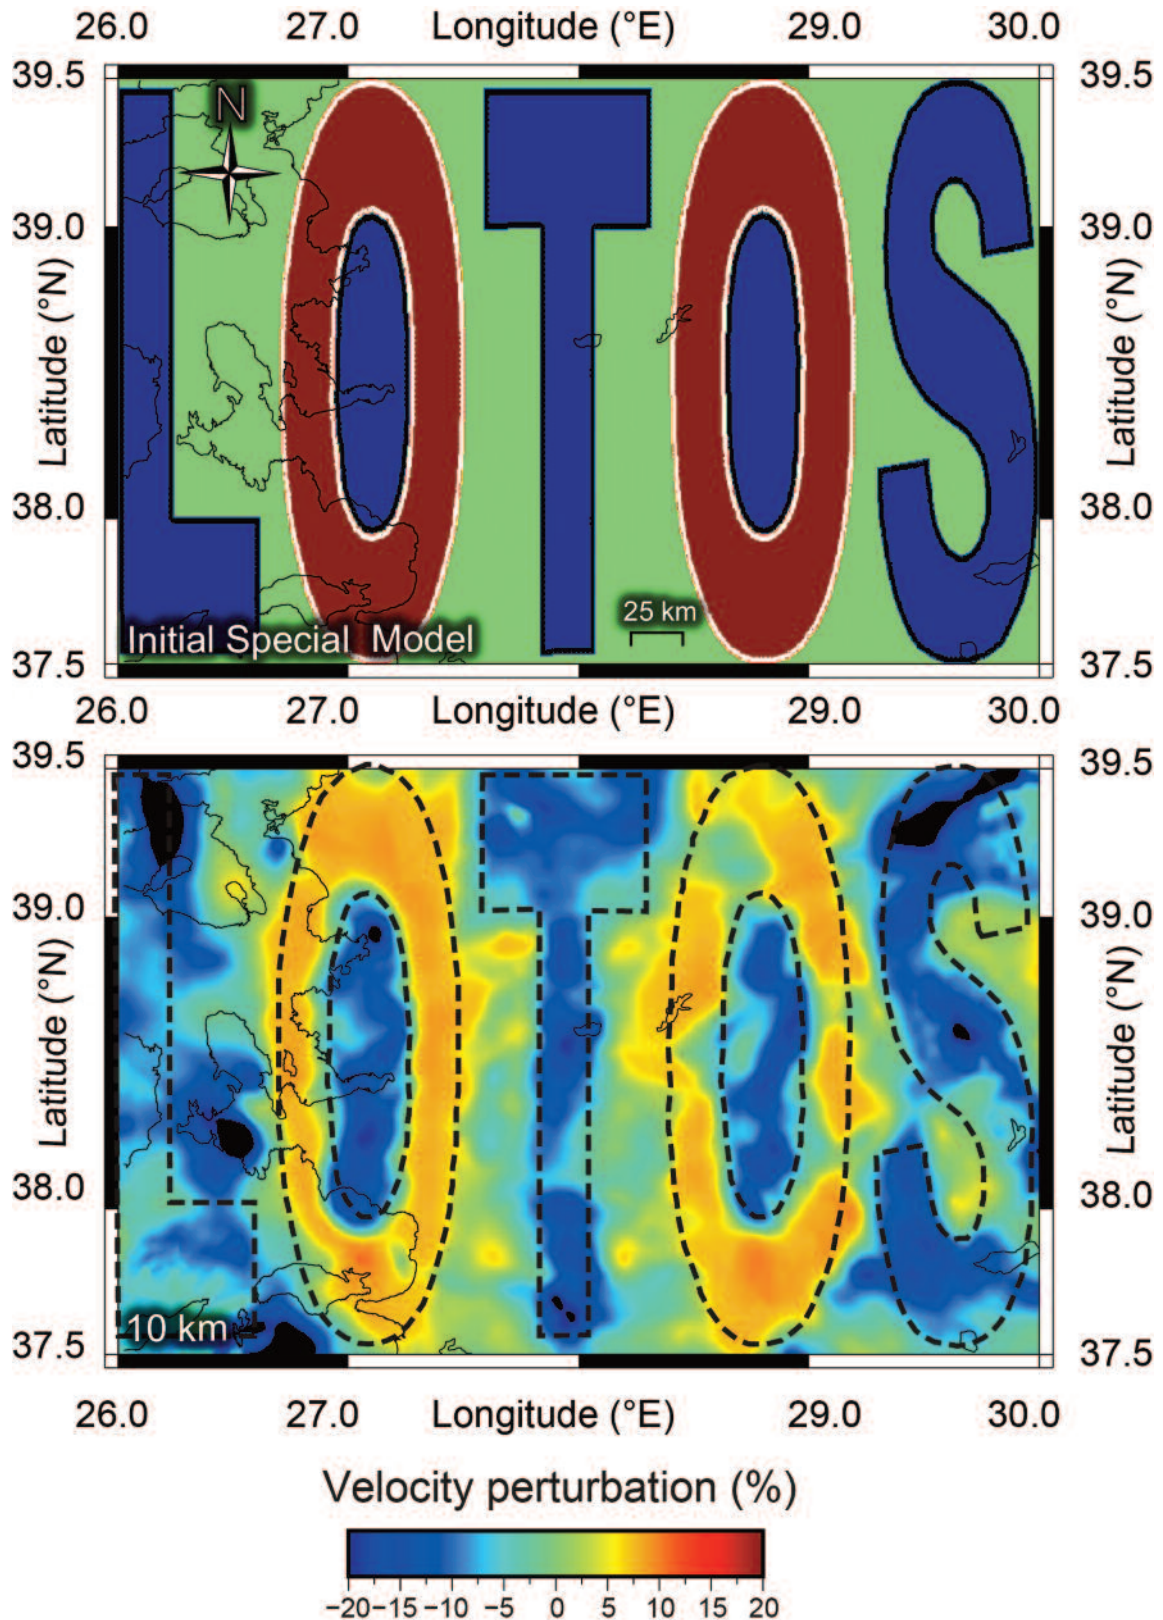 26.0 27.0 Longitude (°E) 29.0 30.0
39.5 39.5
N
39.0 39.0
Latitude (°N) Latitude (°N)
LOTOS
38.0 38.0
25 km
Initial Special Model
37.5 37.5
26.0 27.0 Longitude (°E) 29.0 30.0
39.5 39.5
39.0 39.0
Latitude (°N) Latitude (°N)
38.0 38.0
10 km
37.5 37.5
26.0 27.0 Longitude (°E) 29.0 30.0
Velocity perturbation (%)
−20 −15 −10 −5 0 5 10 15 20